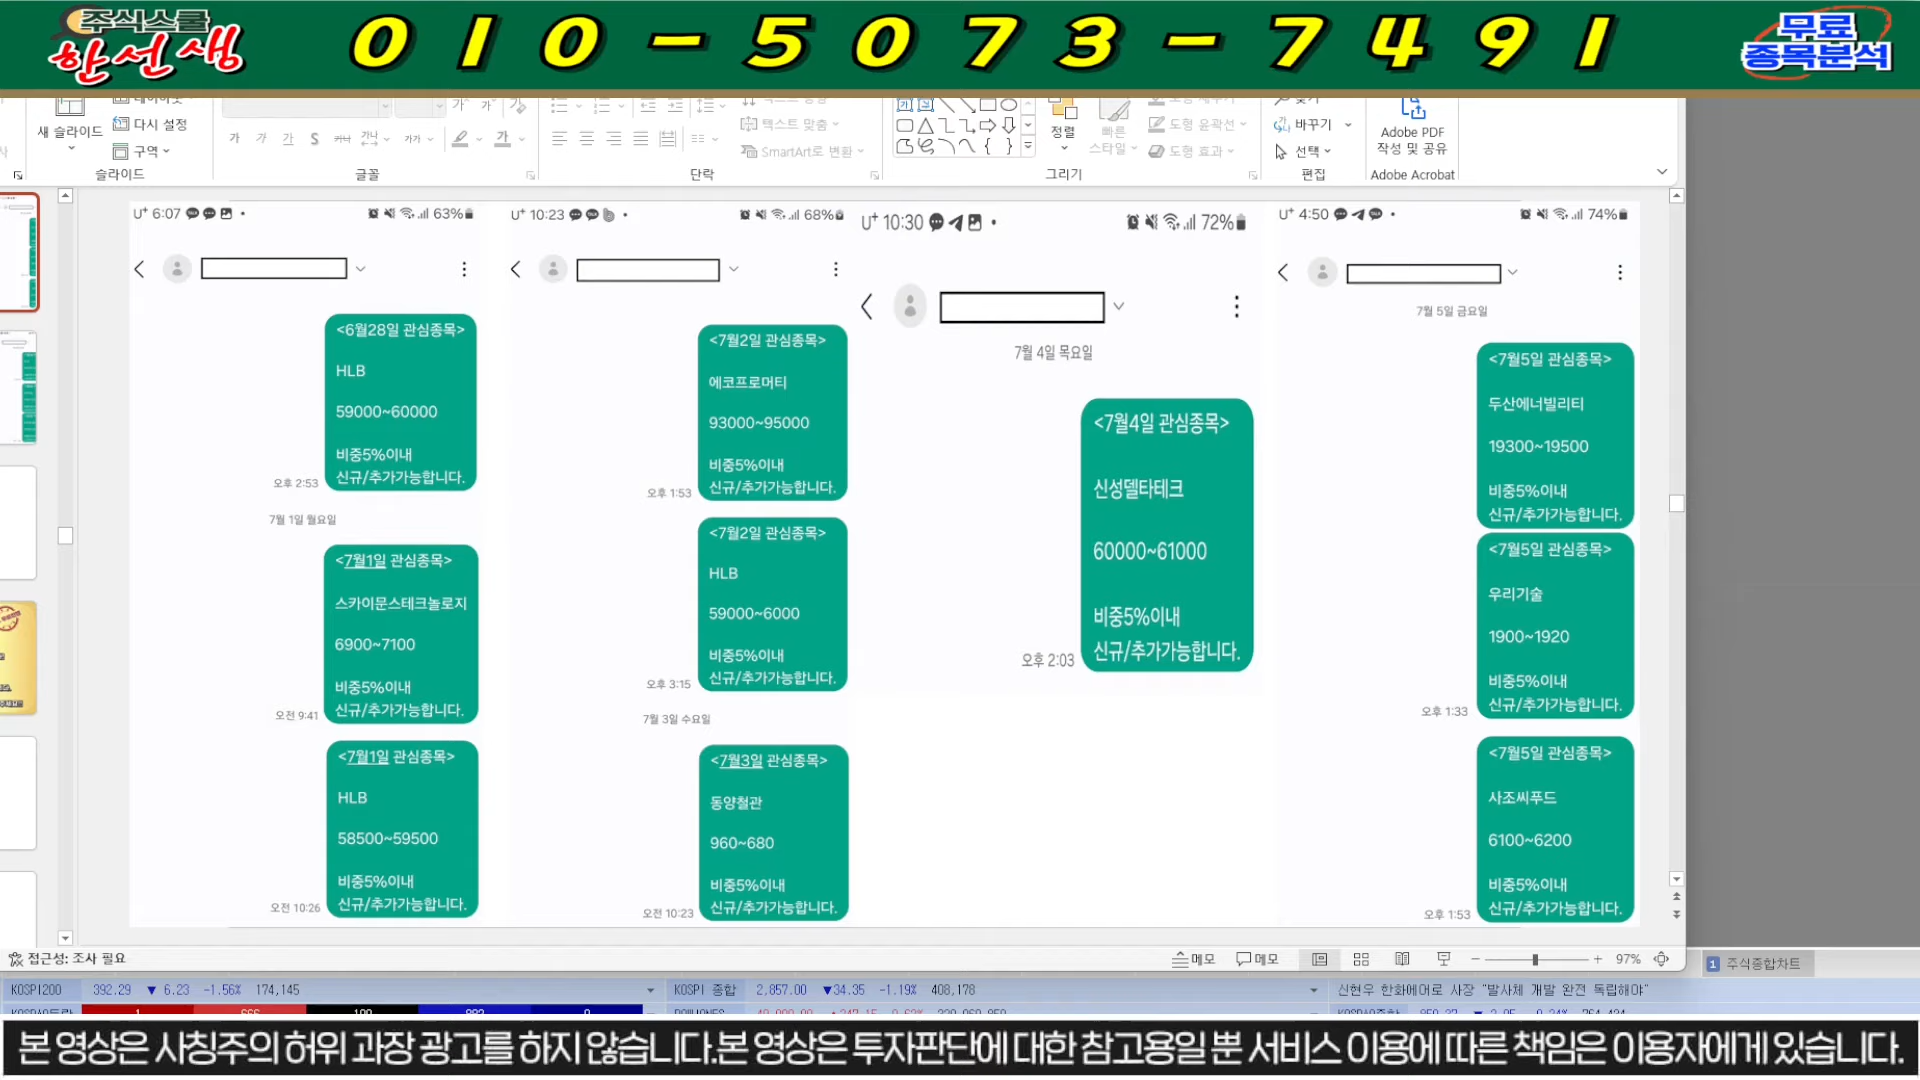 주식스쿨
한선생
010-5073-7491
무료
종목분석
새 슬라이드
다시 설정
구역
슬라이드
글꼴
텍스트 맞춤
SmartArt로 변환
단락
정렬
빠른
스타일
도형 윤곽선
도형 효과
그리기
바꾸기
선택
편집
Adobe PDF
작성 및 공유
Adobe Acrobat
U+ 6:07
63%
<6월28일 관심종목>
HLB
59000~60000
비중5%이내
신규/추가가능합니다.
오후 2:53
7월 1일 월요일
<7월1일 관심종목>
스카이문스테크놀로지
6900~7100
비중5%이내
신규/추가가능합니다.
오전 9:41
<7월1일 관심종목>
HLB
58500~59500
비중5%이내
신규/추가가능합니다.
오전 10:26
U+ 10:23
68%
<7월2일 관심종목>
에코프로머티
93000~95000
비중5%이내
신규/추가가능합니다.
오후 1:53
<7월2일 관심종목>
HLB
59000~6000
비중5%이내
신규/추가가능합니다.
오후 3:15
7월 3일 수요일
<7월3일 관심종목>
동양철관
960~680
비중5%이내
신규/추가가능합니다.
오전 10:23
U+ 10:30
72%
7월 4일 목요일
<7월4일 관심종목>
신성델타테크
60000~61000
비중5%이내
신규/추가가능합니다.
오후 2:03
U+ 4:50
74%
7월 5일 금요일
<7월5일 관심종목>
두산에너빌리티
19300~19500
비중5%이내
신규/추가가능합니다.
<7월5일 관심종목>
우리기술
1900~1920
비중5%이내
신규/추가가능합니다.
오후 1:33
<7월5일 관심종목>
사조씨푸드
6100~6200
비중5%이내
신규/추가가능합니다.
오후 1:53
접근성: 조사 필요
메모
메모
97%
1 주식종합차트
KOSPI200 392.29 ▼ 6.23 -1.56% 174,145
KOSPI 종합 2,857.00 ▼34.35 -1.19% 408,178
신현우 한화에어로 사장 "발사체 개발 완전 독립해야"
본 영상은 사칭주의 허위 과장 광고를 하지 않습니다.본 영상은 투자판단에 대한 참고용일 뿐 서비스 이용에 따른 책임은 이용자에게 있습니다.